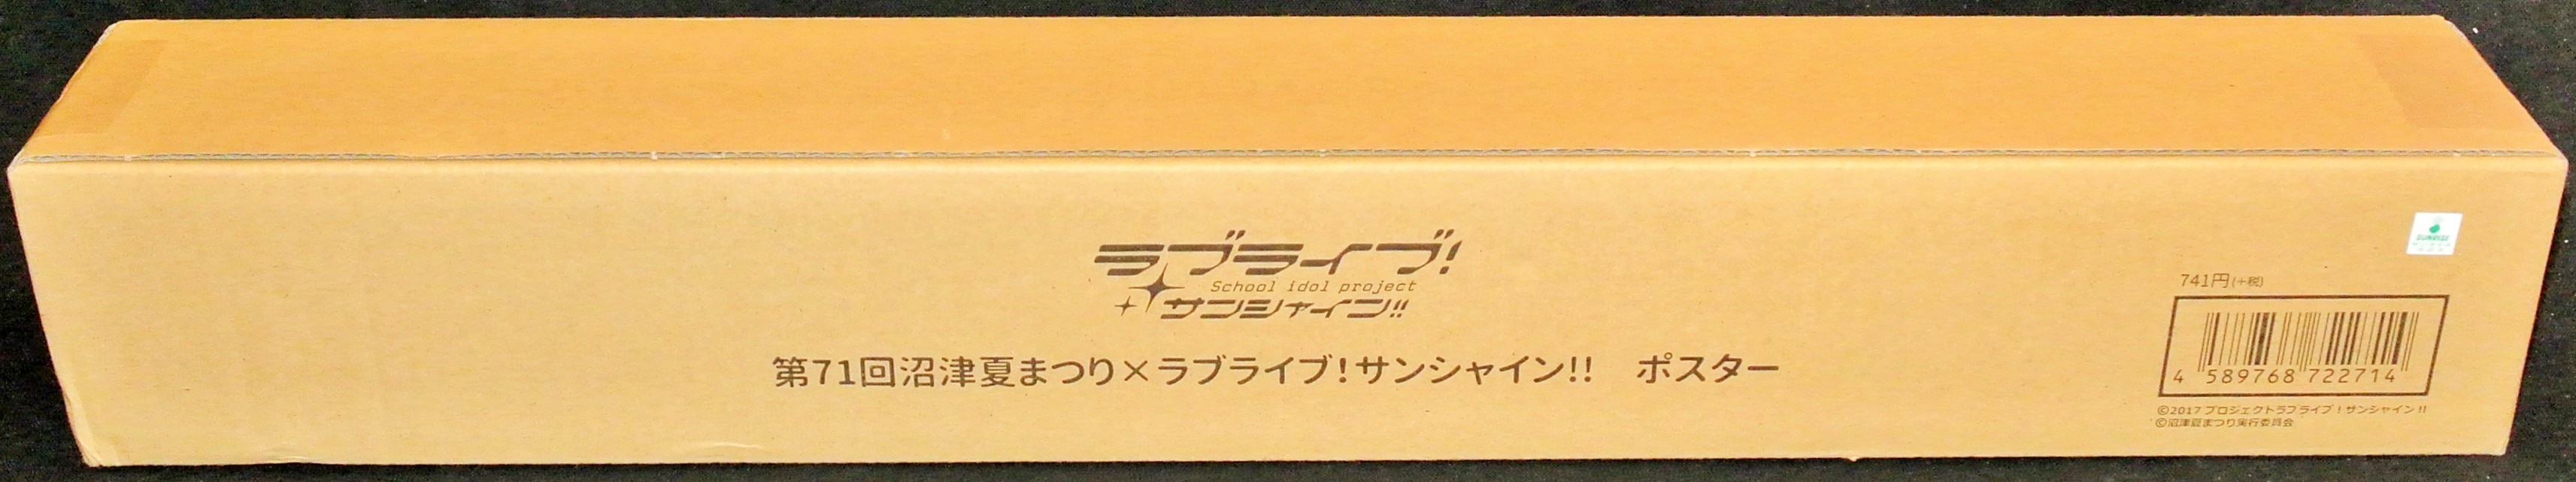 ラブライブ!
School idol project
サンシャイン!!
第71回沼津夏まつり×ラブライブ!サンシャイン!! ポスター
SUNRISE
741円(+税)
4 589768 722714
©2017 プロジェクトラブライブ!サンシャイン!!
©沼津夏まつり実行委員会